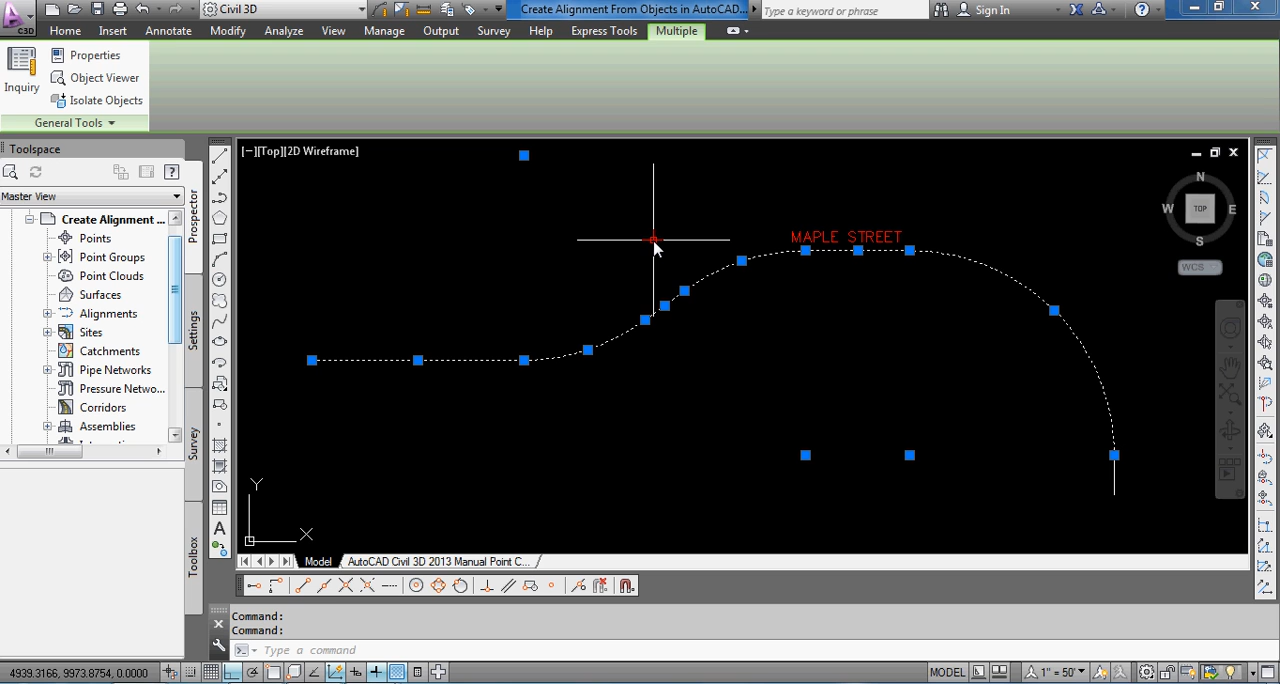 Civil 3D
Create Alignment From Objects in AutoCAD...
Type a keyword or phrase
Sign In
C3D
Home Insert Annotate Modify Analyze View Manage Output Survey Help Express Tools Multiple
Inquiry
Properties
Object Viewer
Isolate Objects
General Tools
Toolspace
Master View
Create Alignment ...
Points
Point Groups
Point Clouds
Surfaces
Alignments
Sites
Catchments
Pipe Networks
Pressure Netwo...
Corridors
Assemblies
Prospector
Settings
Survey
Toolbox
[−][Top][2D Wireframe]
MAPLE STREET
N
W TOP E
S
WCS
Y
X
Model AutoCAD Civil 3D 2013 Manual Point C...
Command:
Command:
Type a command
4939.3166, 9973.8754, 0.0000
MODEL
1" = 50'